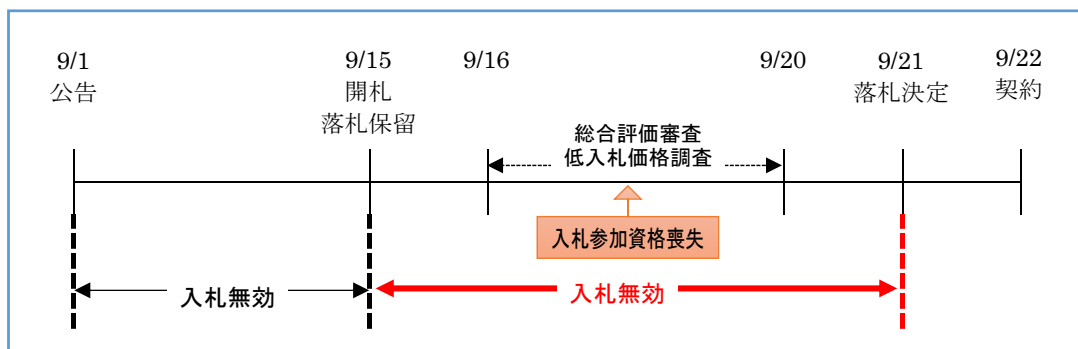 9/1
公告
9/15
開札
落札保留
9/16
9/20
9/21
落札決定
9/22
契約
総合評価審査
低入札価格調査
入札参加資格喪失
入札無効
入札無効